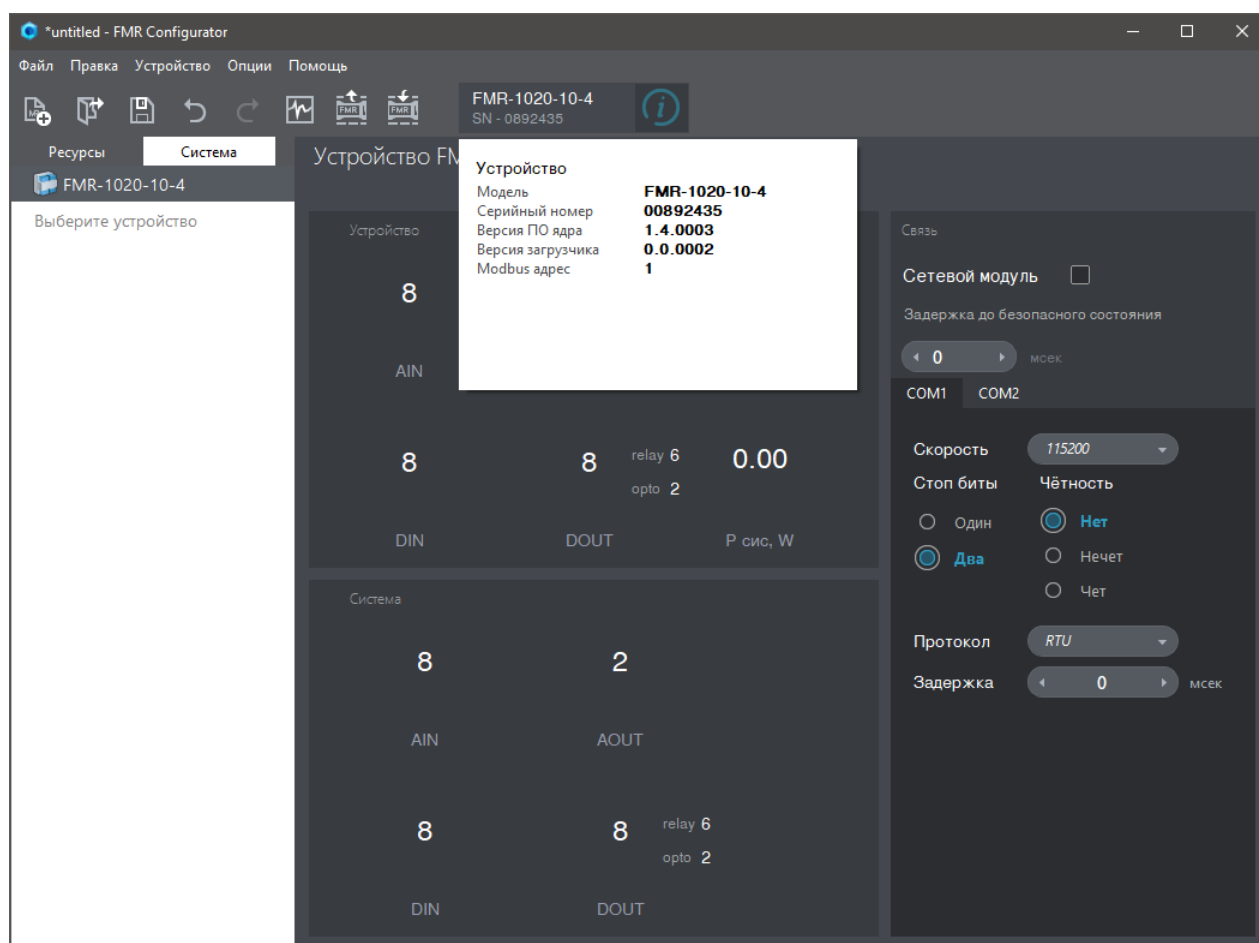 *untitled - FMR Configurator
Файл Правка Устройство Опции Помощь
FMR FMR
FMR-1020-10-4
SN - 0892435
Ресурсы Система
FMR-1020-10-4
Выберите устройство
Устройство FM
Устройство
Модель FMR-1020-10-4
Серийный номер 00892435
Версия ПО ядра 1.4.0003
Версия загрузчика 0.0.0002
Modbus адрес 1
Устройство
8
AIN
8 8 relay 6 0.00
opto 2
DIN DOUT P сис, W
Система
8 2
AIN AOUT
8 8 relay 6
opto 2
DIN DOUT
Связь
Сетевой модуль
Задержка до безопасного состояния
0 мсек
COM1 COM2
Скорость 115200
Стоп биты Чётность
Один Нет
Два Нечет
Чет
Протокол RTU
Задержка 0 мсек